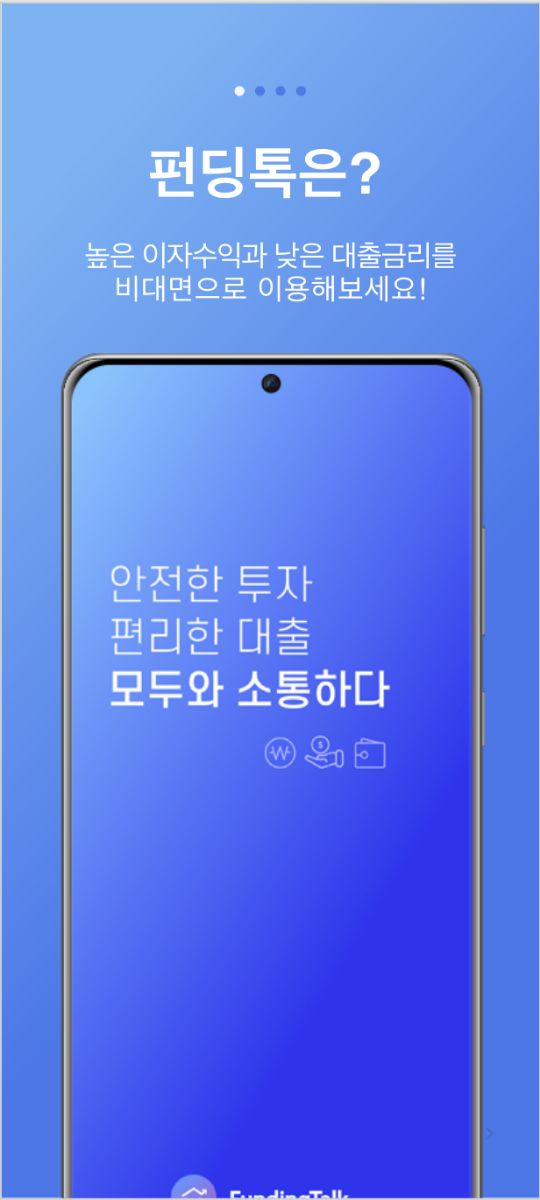 펀딩톡은?
높은 이자수익과 낮은 대출금리를
비대면으로 이용해보세요!
안전한 투자
편리한 대출
모두와 소통하다
FundingTalk